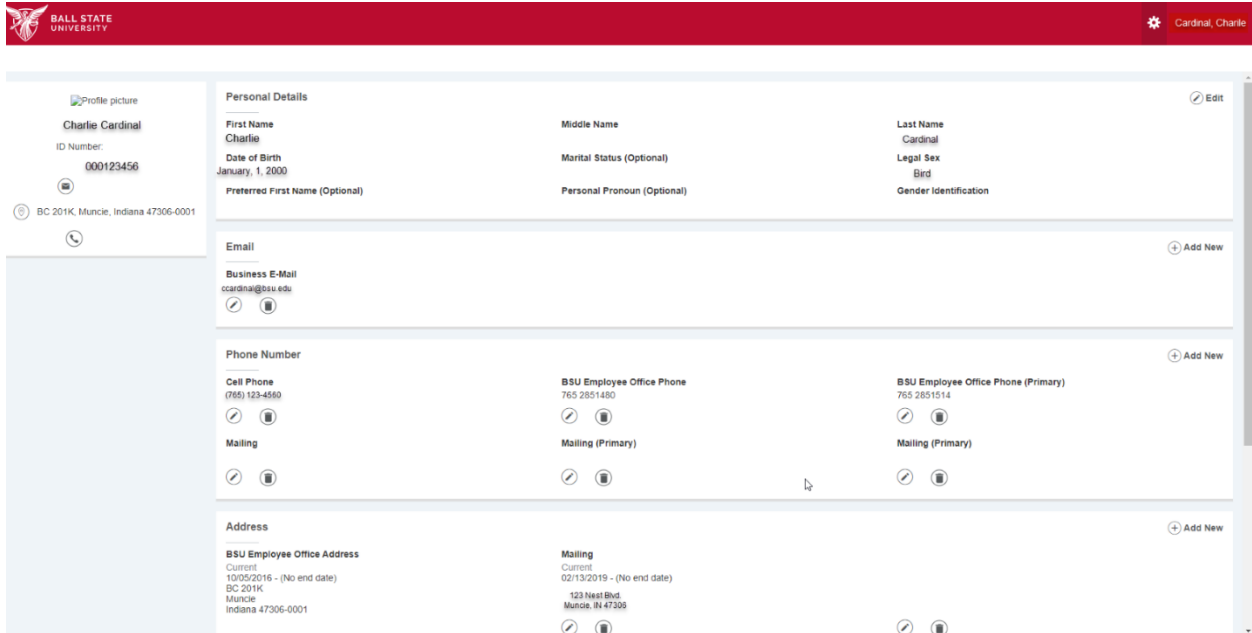 BALL STATE
UNIVERSITY
Cardinal, Charlie
Profile picture
Charlie Cardinal
ID Number:
000123456
BC 201K, Muncie, Indiana 47306-0001
Personal Details
Edit
First Name Middle Name Last Name
Charlie Cardinal
Date of Birth Marital Status (Optional) Legal Sex
January, 1, 2000 Bird
Preferred First Name (Optional) Personal Pronoun (Optional) Gender Identification
Email
Add New
Business E-Mail
ccardinal@bsu.edu
Phone Number
Add New
Cell Phone BSU Employee Office Phone BSU Employee Office Phone (Primary)
(765) 123-4560 765 2851480 765 2851514
Mailing Mailing (Primary) Mailing (Primary)
Address
Add New
BSU Employee Office Address Mailing
Current Current
10/05/2016 - (No end date) 02/13/2019 - (No end date)
BC 201K 123 Nest Blvd.
Muncie Muncie, IN 47306
Indiana 47306-0001